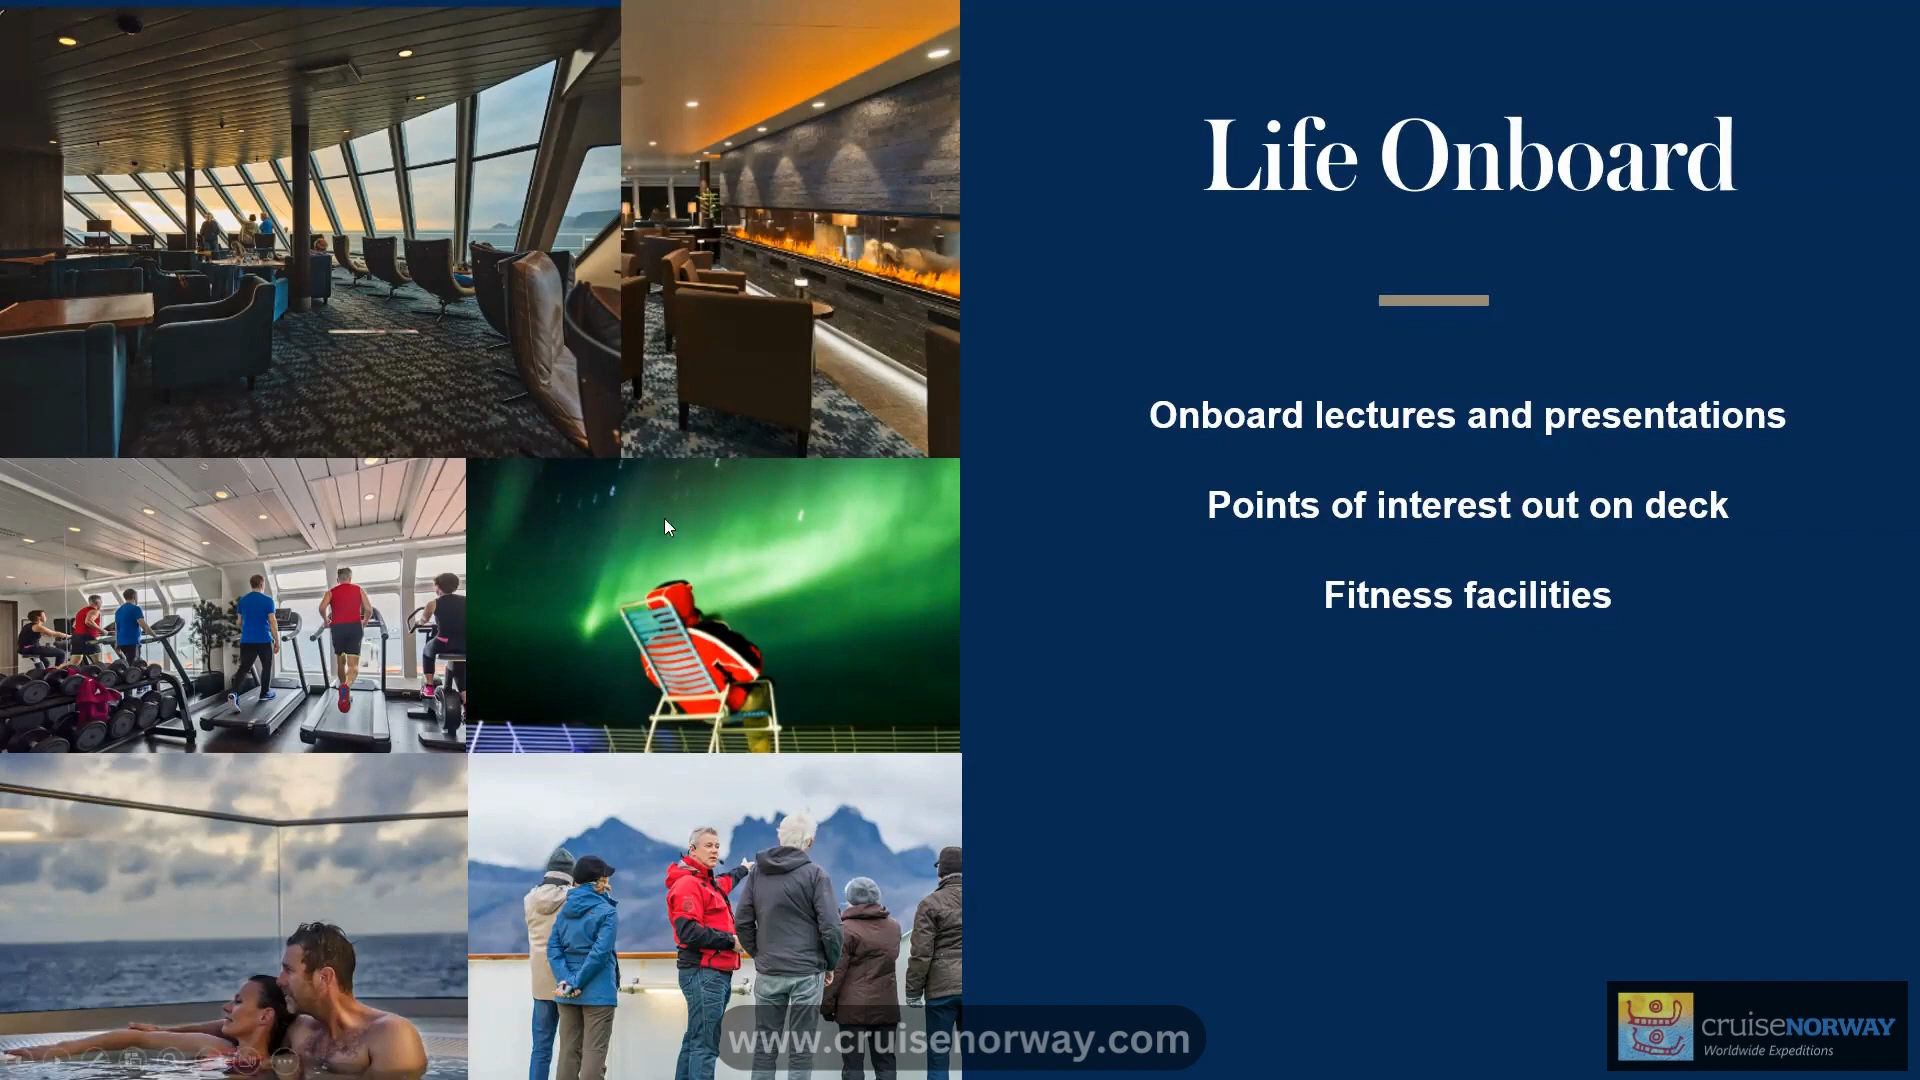 Life Onboard
Onboard lectures and presentations
Points of interest out on deck
Fitness facilities
www.cruisenorway.com
cruiseNORWAY
Worldwide Expeditions